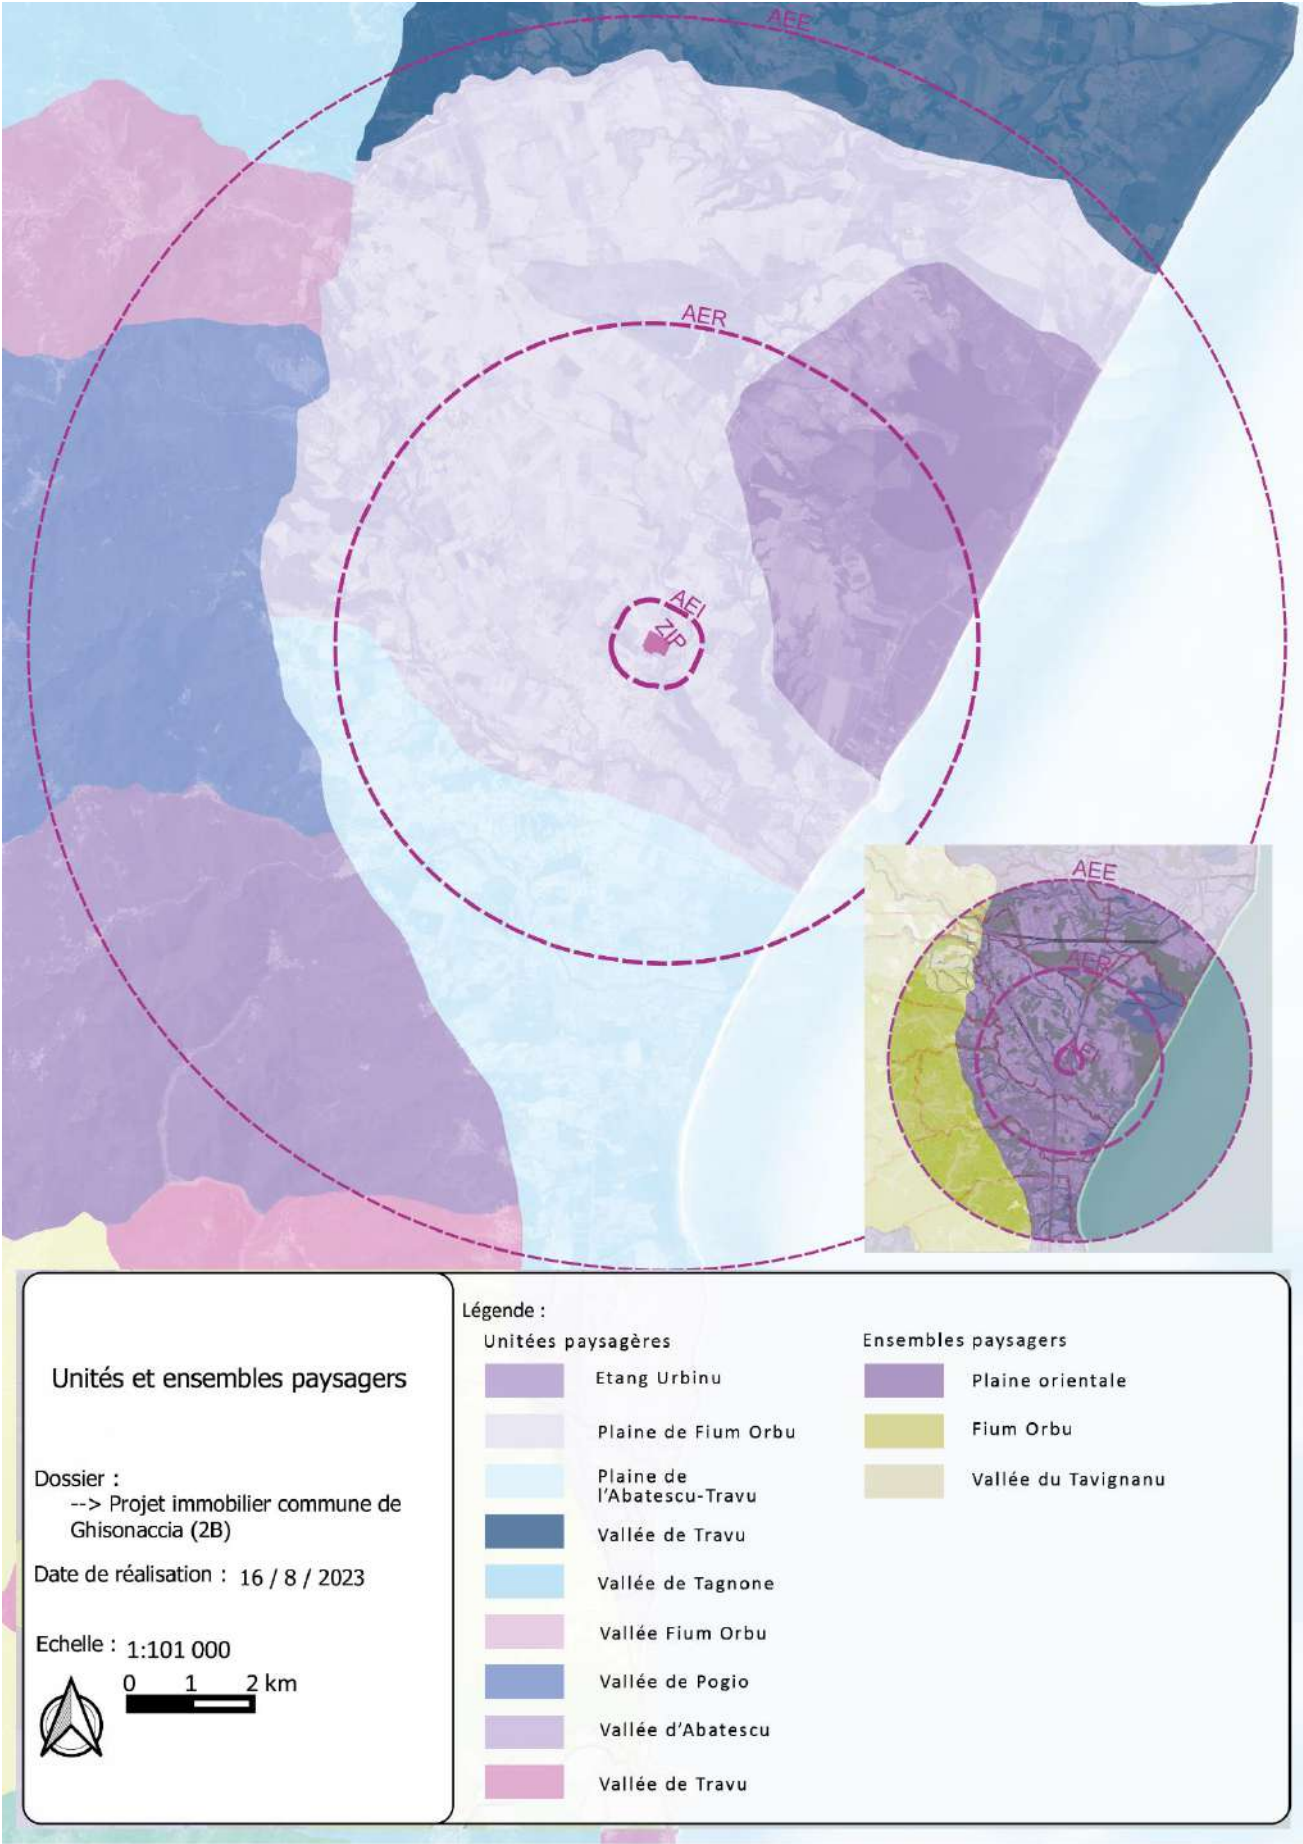 AEE
AER
AEI
ZIP
AEE
AER
Unités et ensembles paysagers
Dossier :
--> Projet immobilier commune de
Ghisonaccia (2B)
Date de réalisation : 16 / 8 / 2023
Echelle : 1:101 000
0 1 2 km
Légende :
Unitées paysagères
Etang Urbinu
Plaine de Fium Orbu
Plaine de
l'Abatescu-Travu
Vallée de Travu
Vallée de Tagnone
Vallée Fium Orbu
Vallée de Pogio
Vallée d'Abatescu
Vallée de Travu
Ensembles paysagers
Plaine orientale
Fium Orbu
Vallée du Tavignanu